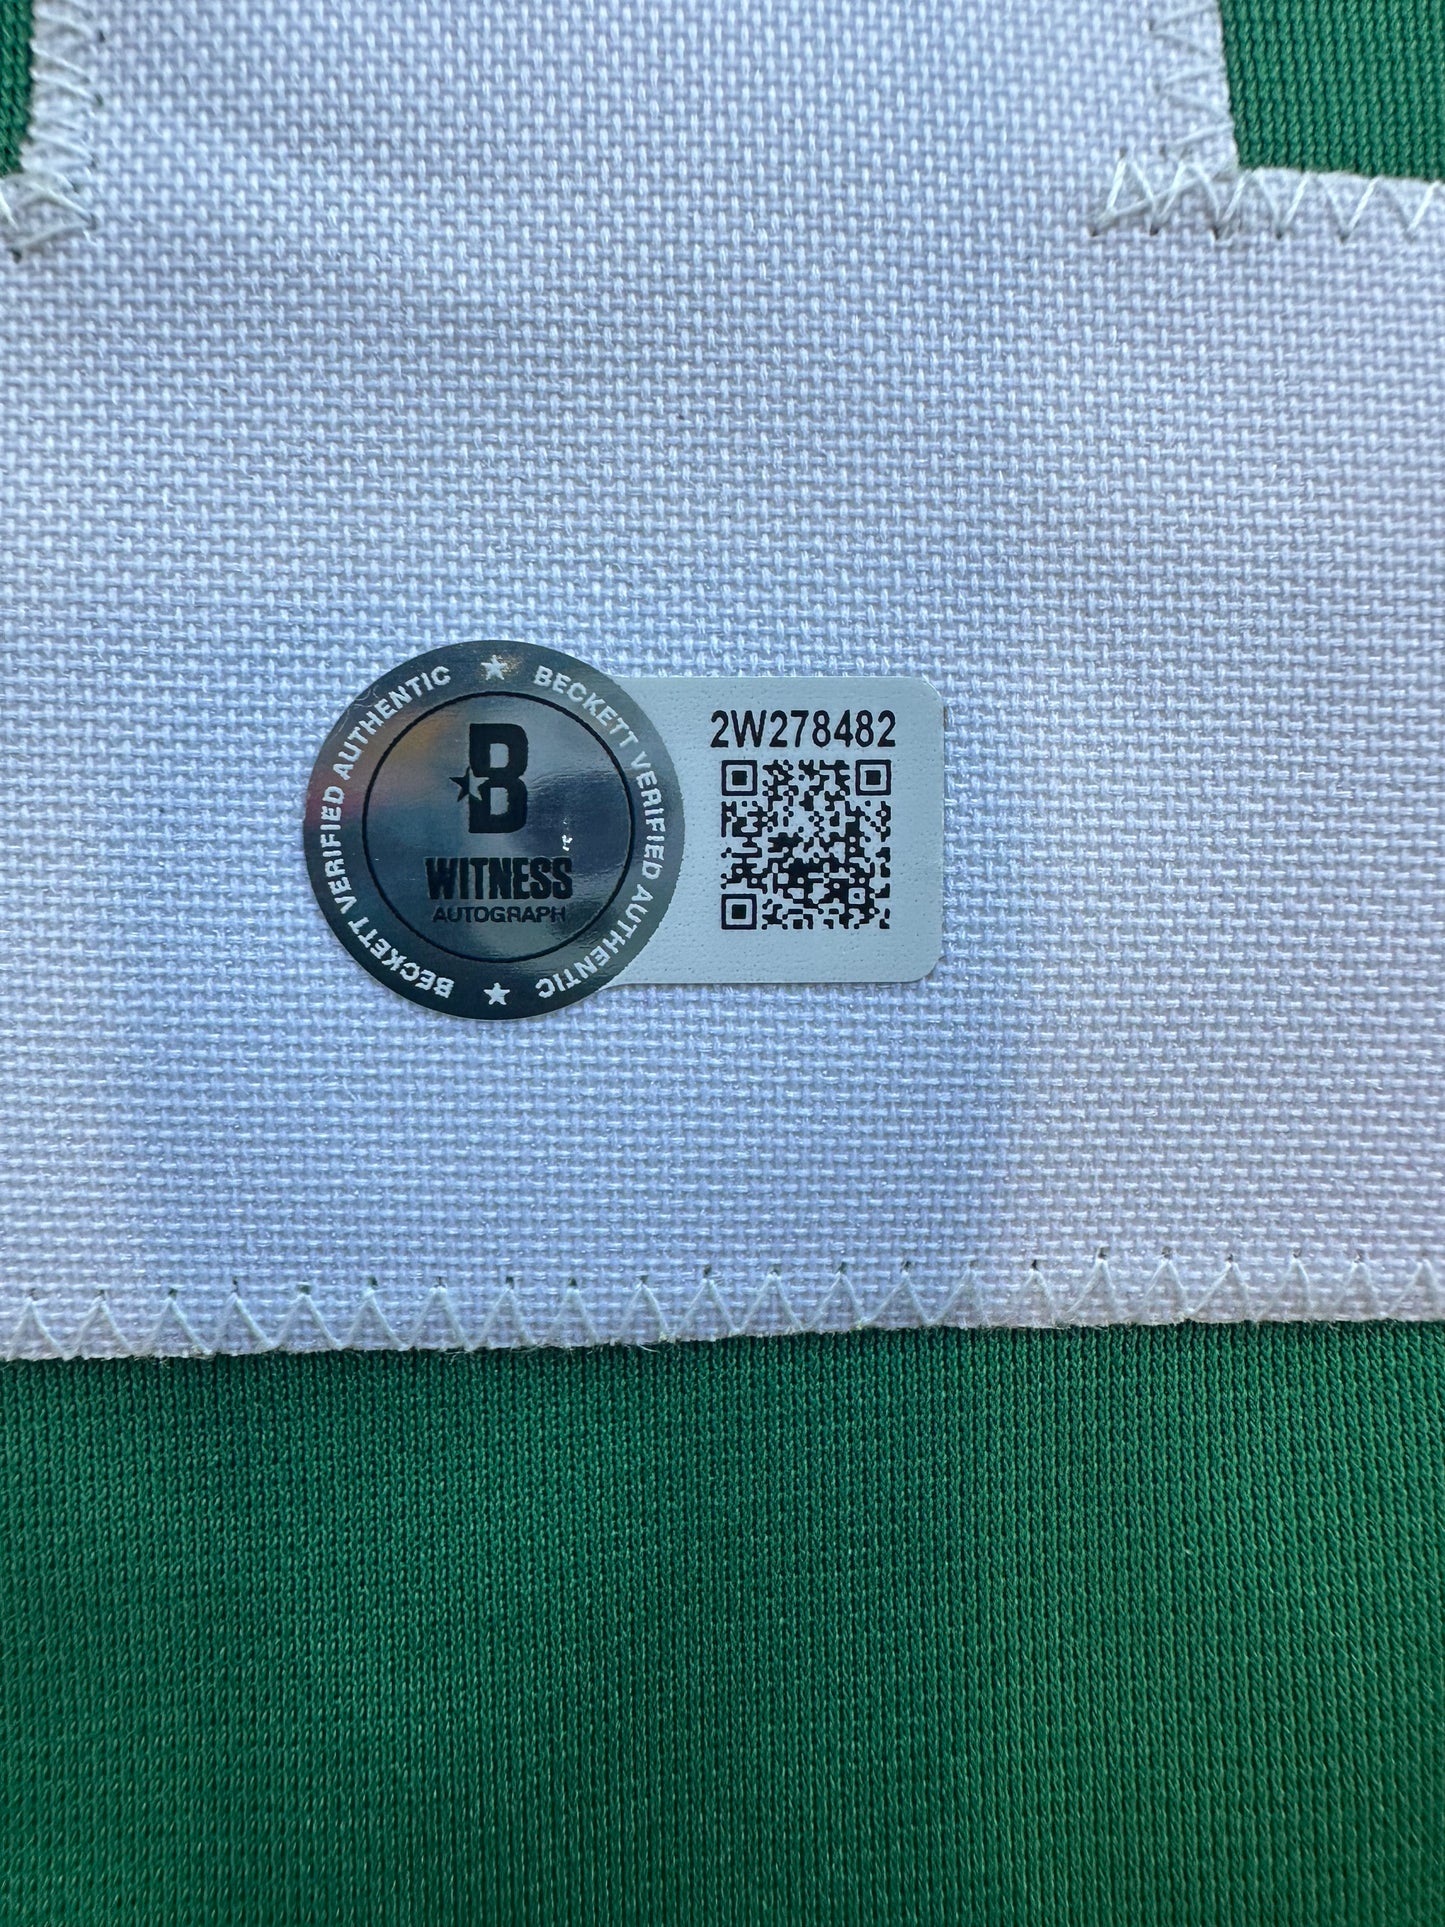 BECKETT VERIFIED AUTHENTIC ★ BECKETT VERIFIED AUTHENTIC ★
B
WITNESS
AUTOGRAPH
2W278482